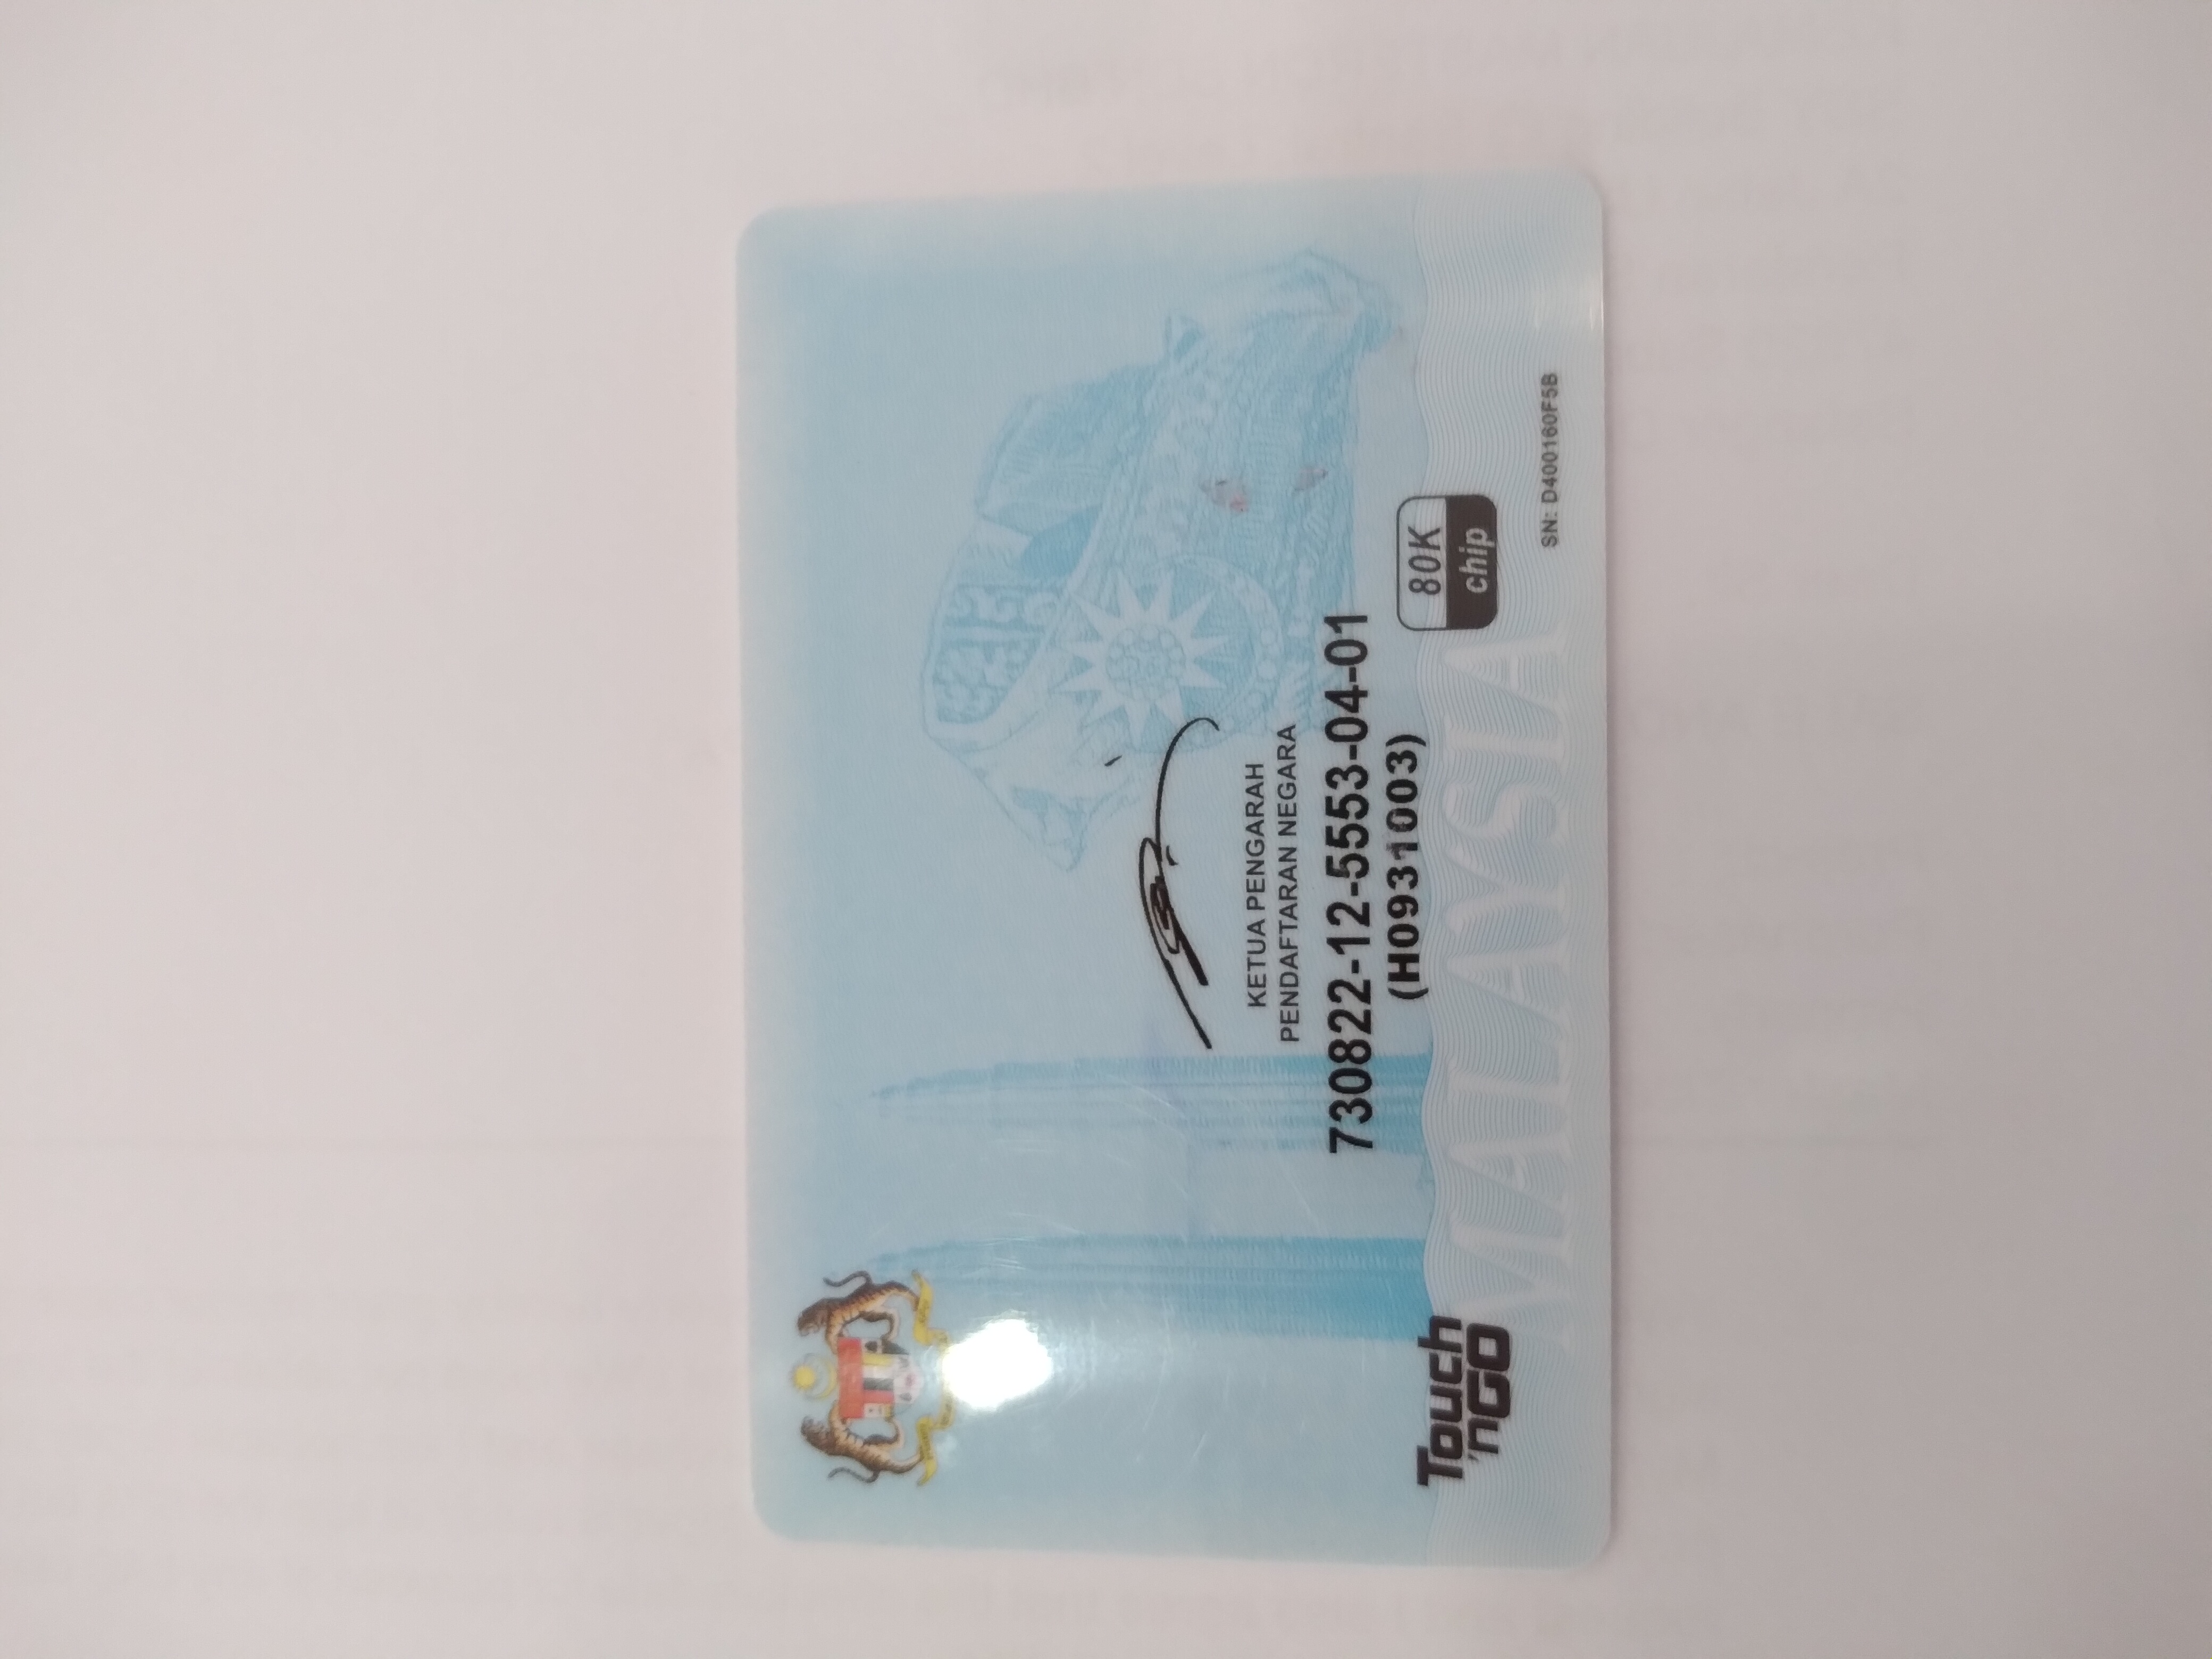 KETUA PENGARAH
PENDAFTARAN NEGARA
730822-12-5553-04-01
(H0931003)
80K
chip
Touch
'nGO
MALAYSIA
SN: D400160F5B